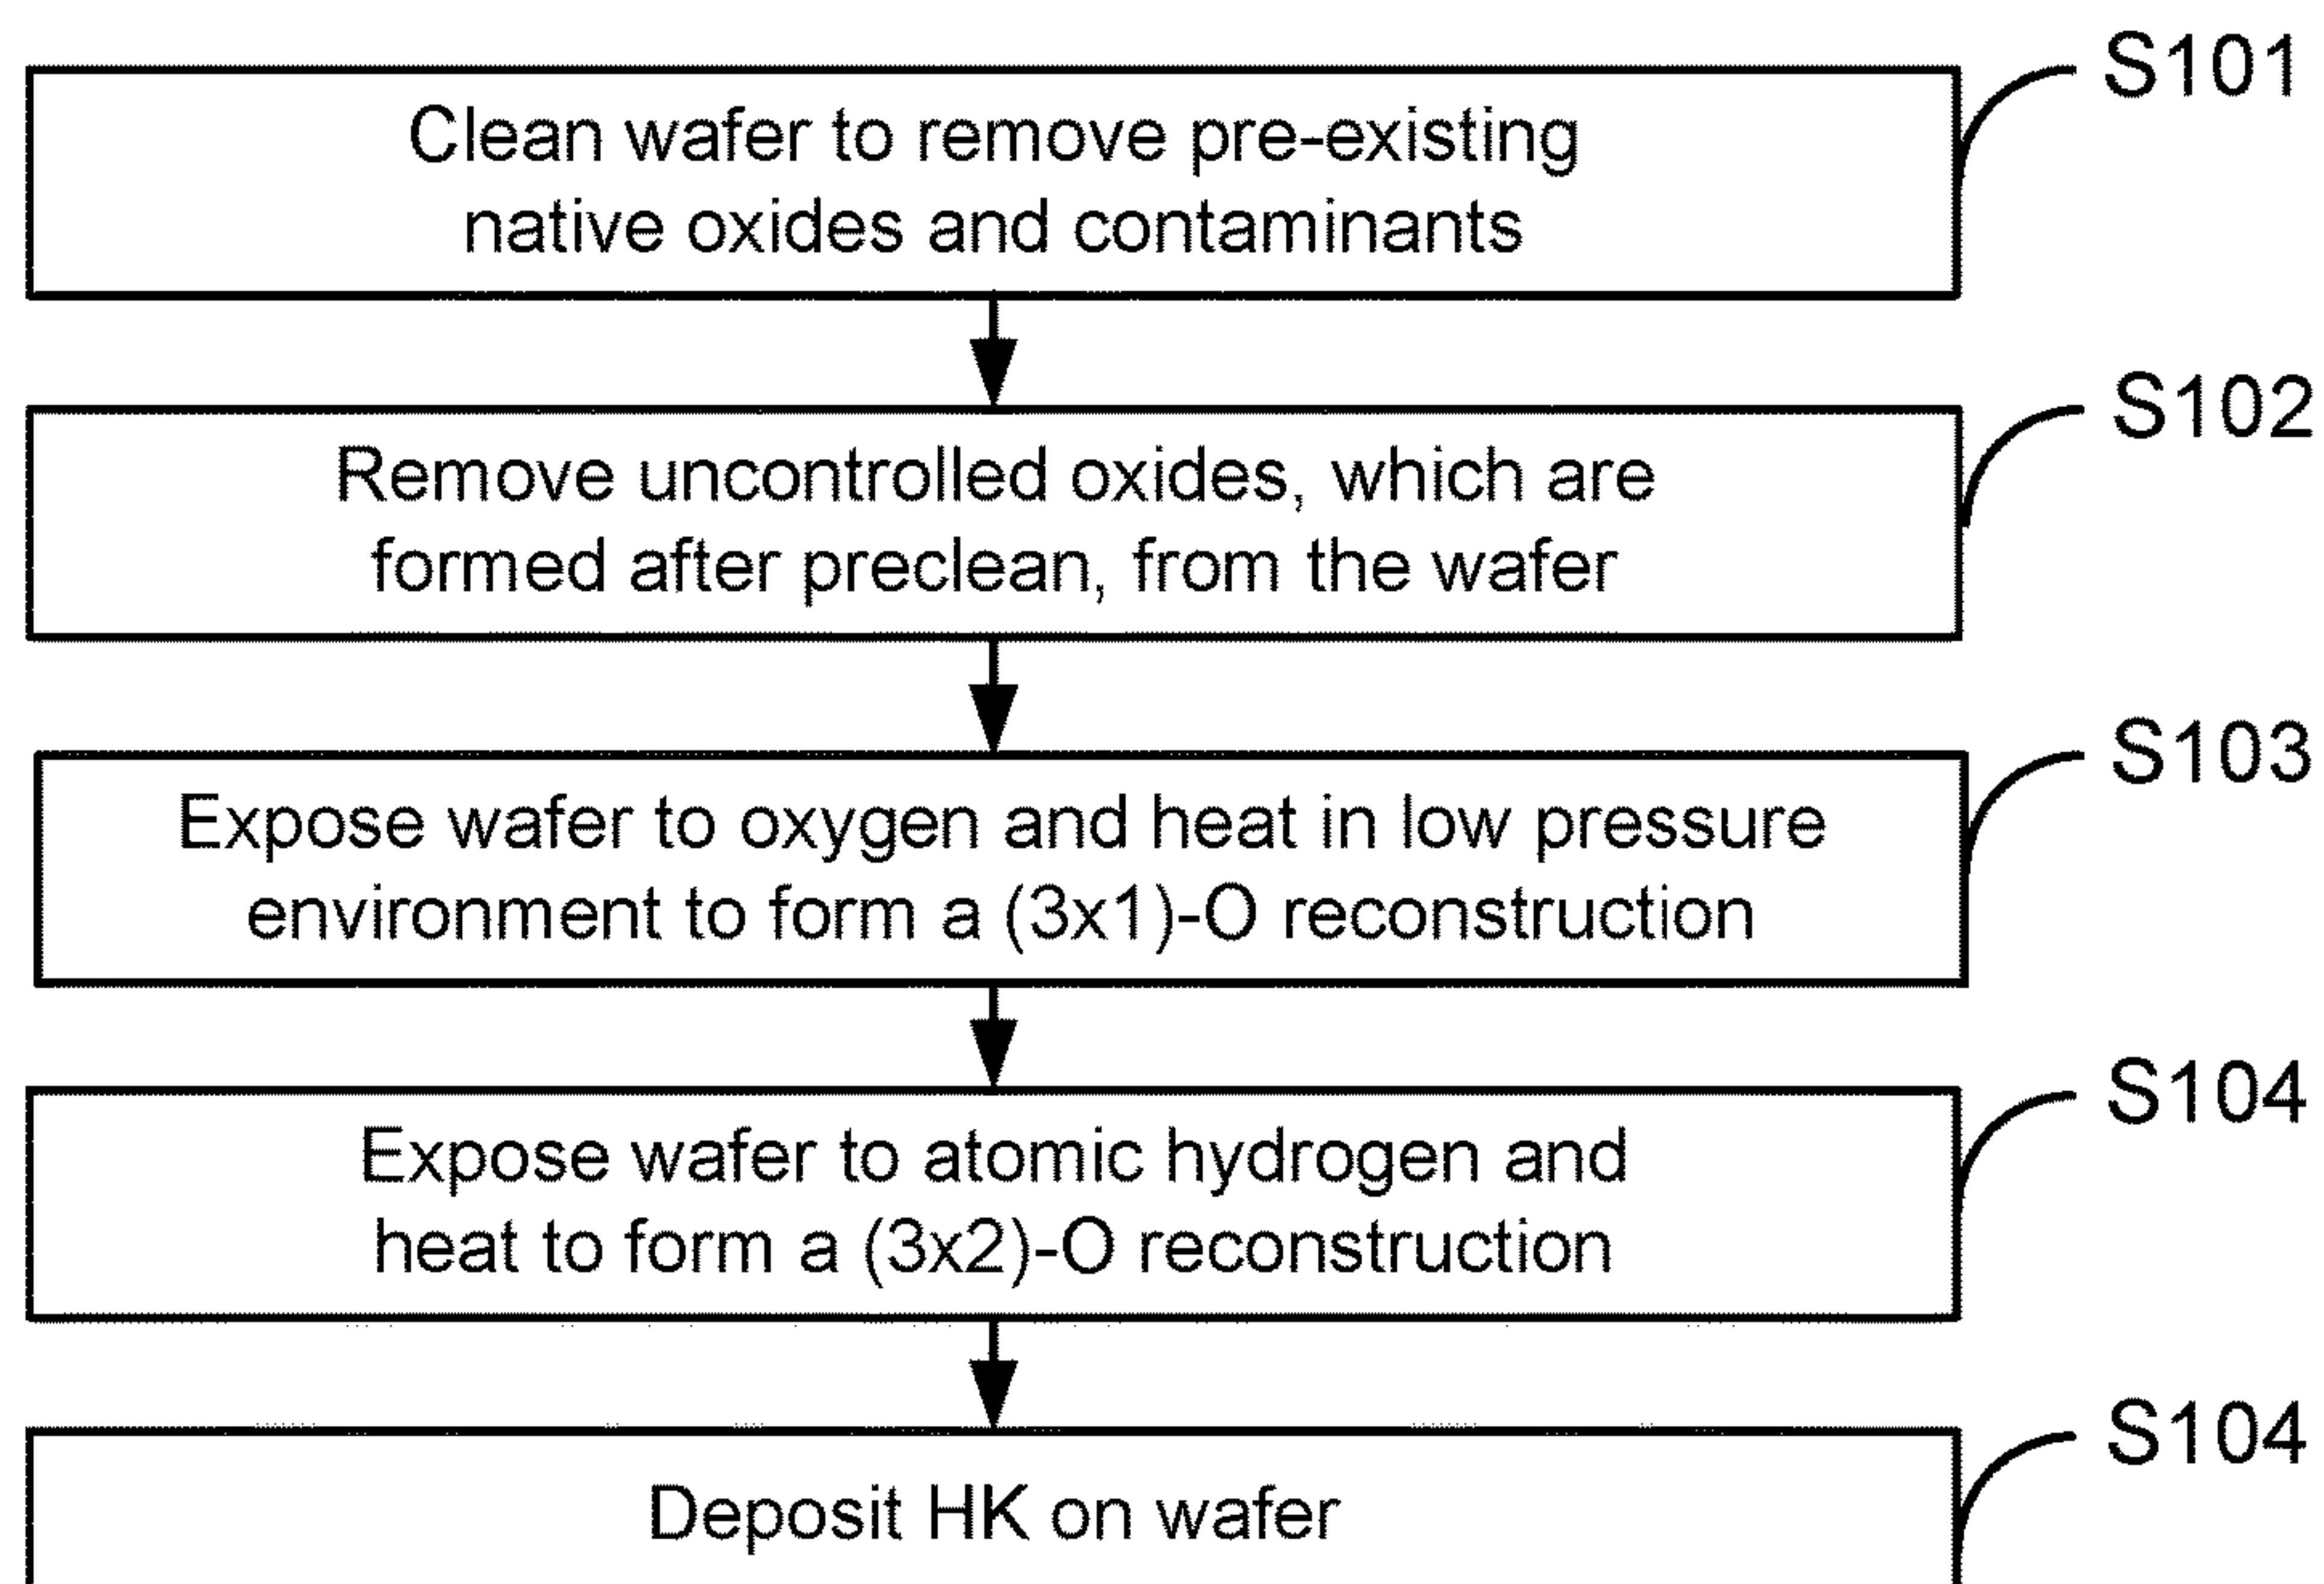 S101
Clean wafer to remove pre-existing
native oxides and contaminants
S102
Remove uncontrolled oxides, which are
formed after preclean, from the wafer
S103
Expose wafer to oxygen and heat in low pressure
environment to form a (3x1)-O reconstruction
S104
Expose wafer to atomic hydrogen and
heat to form a (3x2)-O reconstruction
S104
Deposit HK on wafer